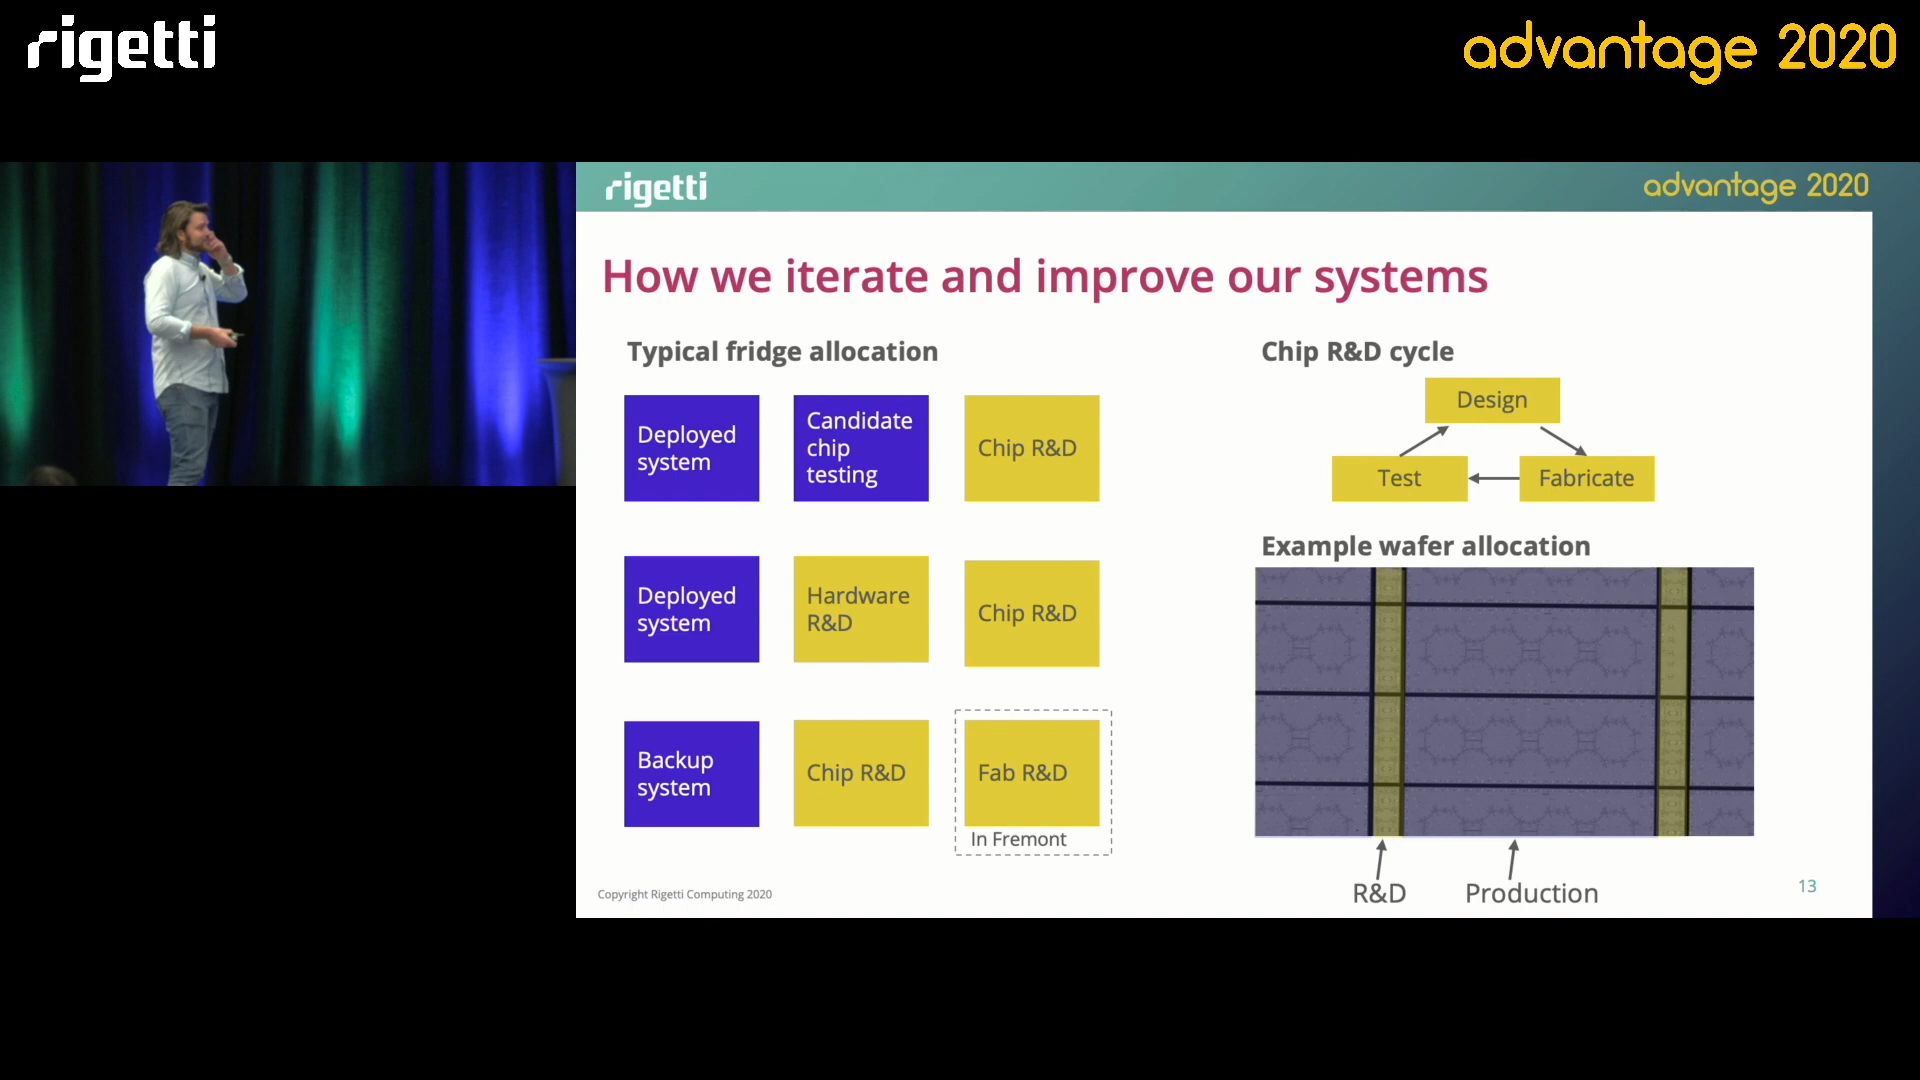 rigetti
advantage 2020
rigetti
advantage 2020
How we iterate and improve our systems
Typical fridge allocation
Deployed
system
Candidate
chip
testing
Chip R&D
Deployed
system
Hardware
R&D
Chip R&D
Backup
system
Chip R&D
Fab R&D
In Fremont
Chip R&D cycle
Design
Test
Fabricate
Example wafer allocation
R&D
Production
Copyright Rigetti Computing 2020
13